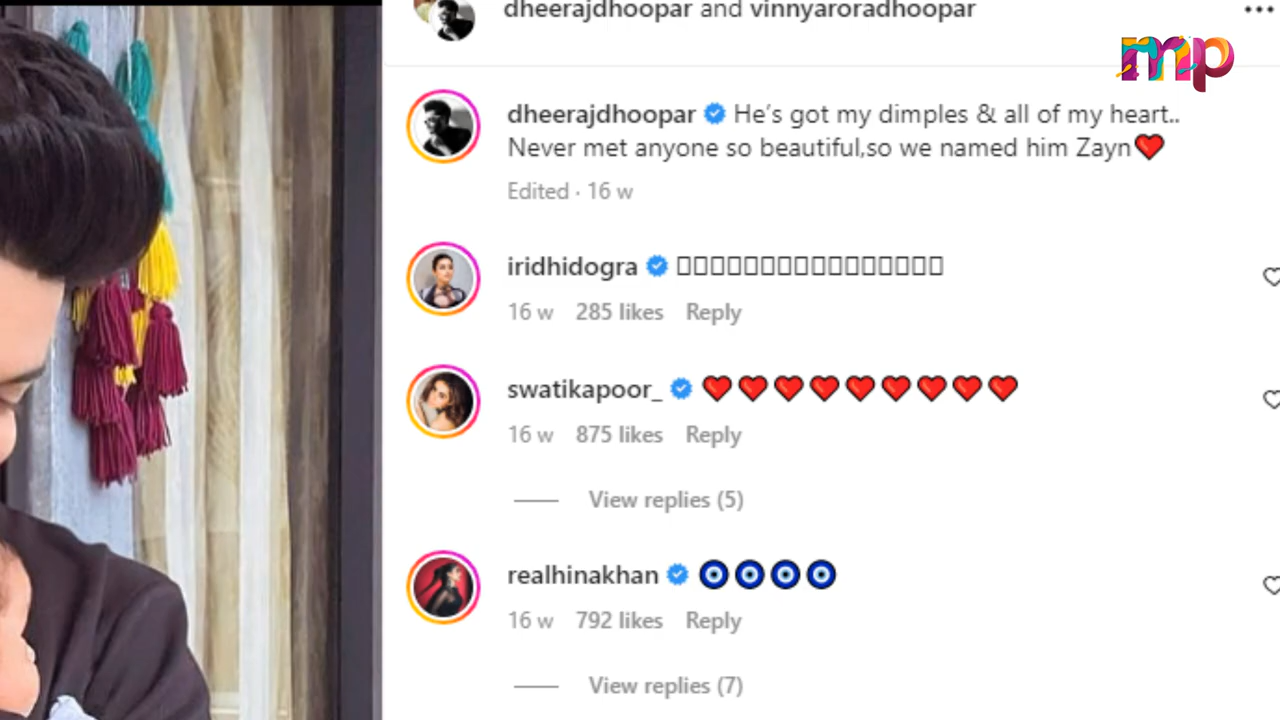 dheerajdhoopar and vinnyaroradhoopar
mp
dheerajdhoopar He's got my dimples & all of my heart..
Never met anyone so beautiful,so we named him Zayn❤️
Edited · 16 w
iridhidogra
16 w 285 likes Reply
swatikapoor_ ❤️❤️❤️❤️❤️❤️❤️❤️❤️
16 w 875 likes Reply
View replies (5)
realhinakhan 🧿🧿🧿🧿
16 w 792 likes Reply
View replies (7)